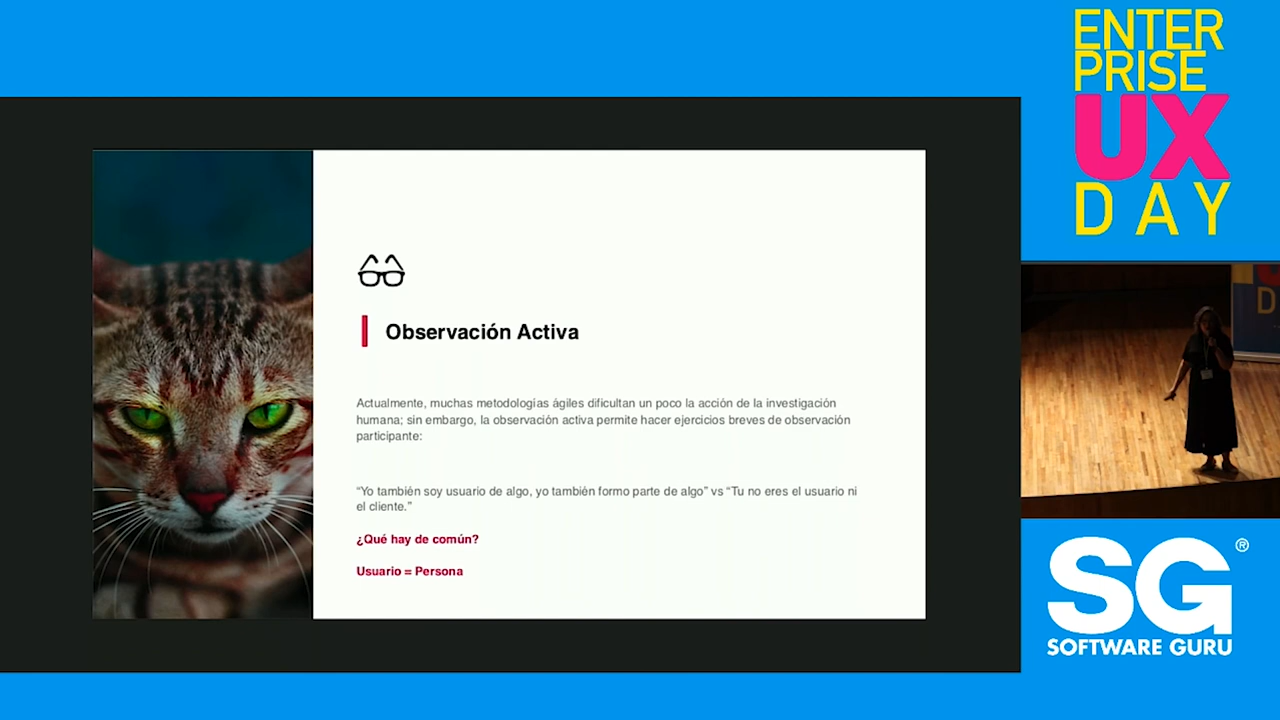 ENTER
PRISE
UX
DAY
Observación Activa
Actualmente, muchas metodologías ágiles dificultan un poco la acción de la investigación
humana; sin embargo, la observación activa permite hacer ejercicios breves de observación
participante:
“Yo también soy usuario de algo, yo también formo parte de algo” vs “Tu no eres el usuario ni
el cliente.”
¿Qué hay de común?
Usuario = Persona
D
SG®
SOFTWARE GURU